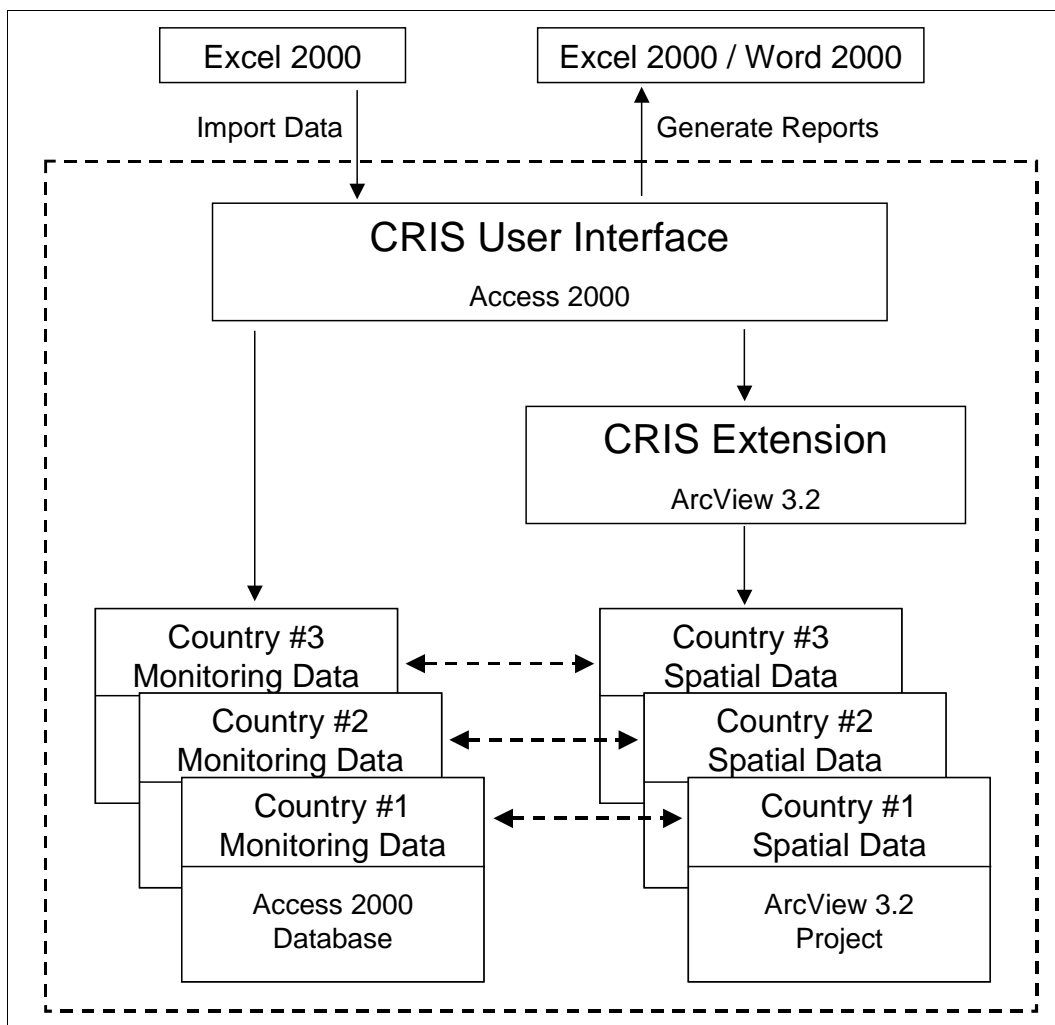 Excel 2000
Excel 2000 / Word 2000
Import Data
Generate Reports
CRIS User Interface
Access 2000
CRIS Extension
ArcView 3.2
Country #3
Monitoring Data
Country #3
Spatial Data
Country #2
Monitoring Data
Country #2
Spatial Data
Country #1
Monitoring Data
Country #1
Spatial Data
Access 2000
Database
ArcView 3.2
Project